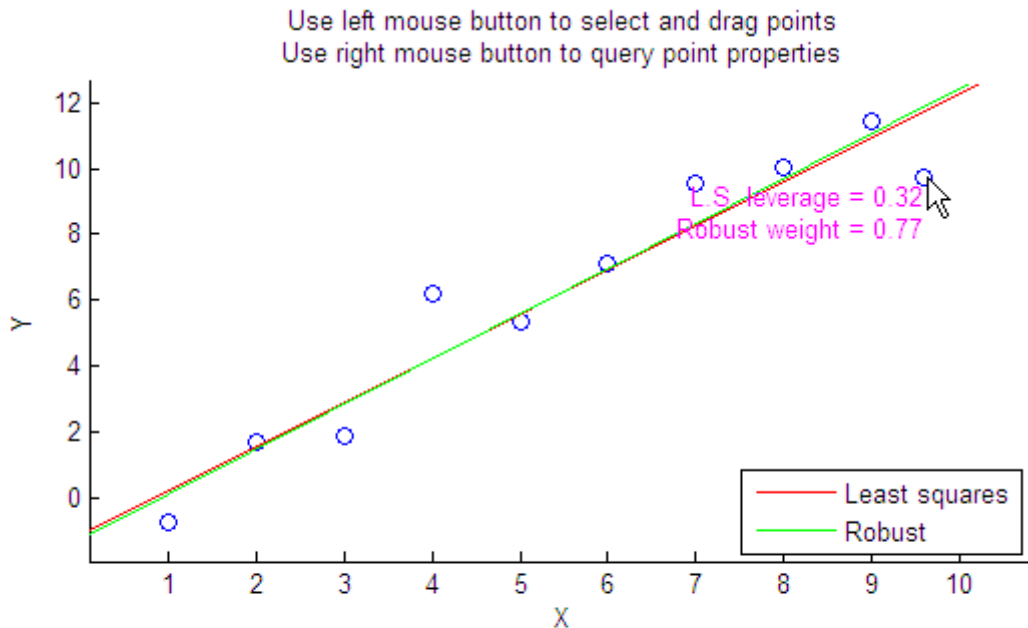 Use left mouse button to select and drag points
Use right mouse button to query point properties
12
10
8
6
4
2
0
Y
L.S. leverage = 0.32
Robust weight = 0.77
Least squares
Robust
1 2 3 4 5 6 7 8 9 10
X